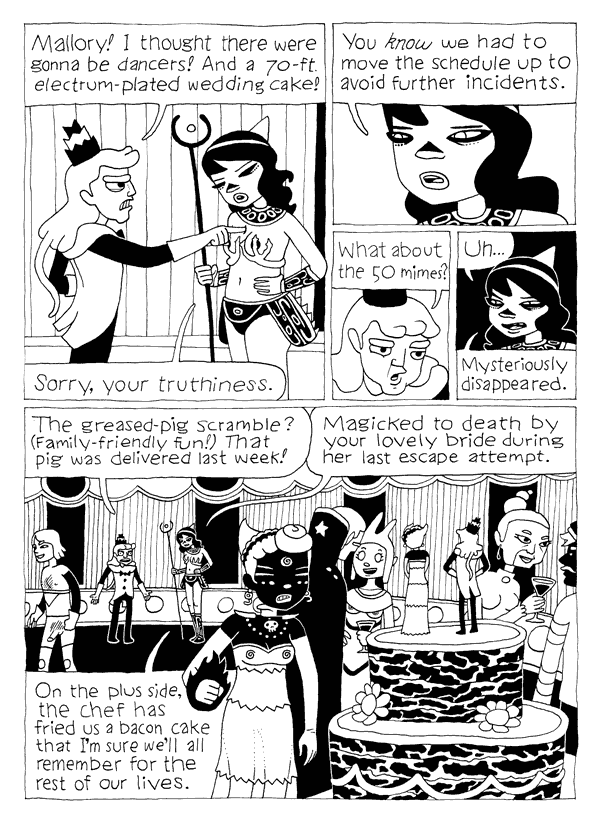 Mallory! I thought there were
gonna be dancers! And a 70-ft.
electrum-plated wedding cake!
Sorry, your truthiness.
You know we had to
move the schedule up to
avoid further incidents.
What about
the 50 mimes?
Uh...
Mysteriously
disappeared.
The greased-pig scramble?
(Family-friendly fun!) That
pig was delivered last week!
Magicked to death by
your lovely bride during
her last escape attempt.
On the plus side,
the chef has
fried us a bacon cake
that I'm sure we'll all
remember for the
rest of our lives.